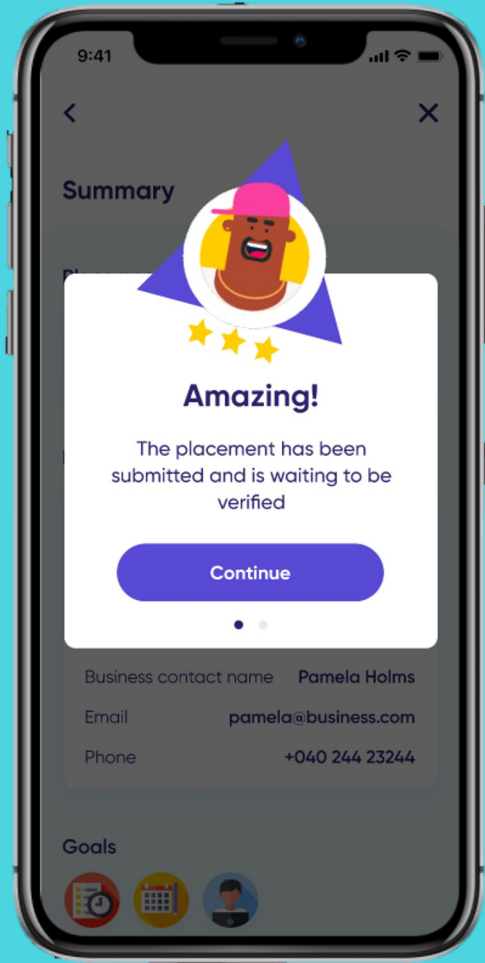 9:41
Summary
Amazing!
The placement has been
submitted and is waiting to be
verified
Continue
Business contact name Pamela Holms
Email pamela@business.com
Phone +040 244 23244
Goals